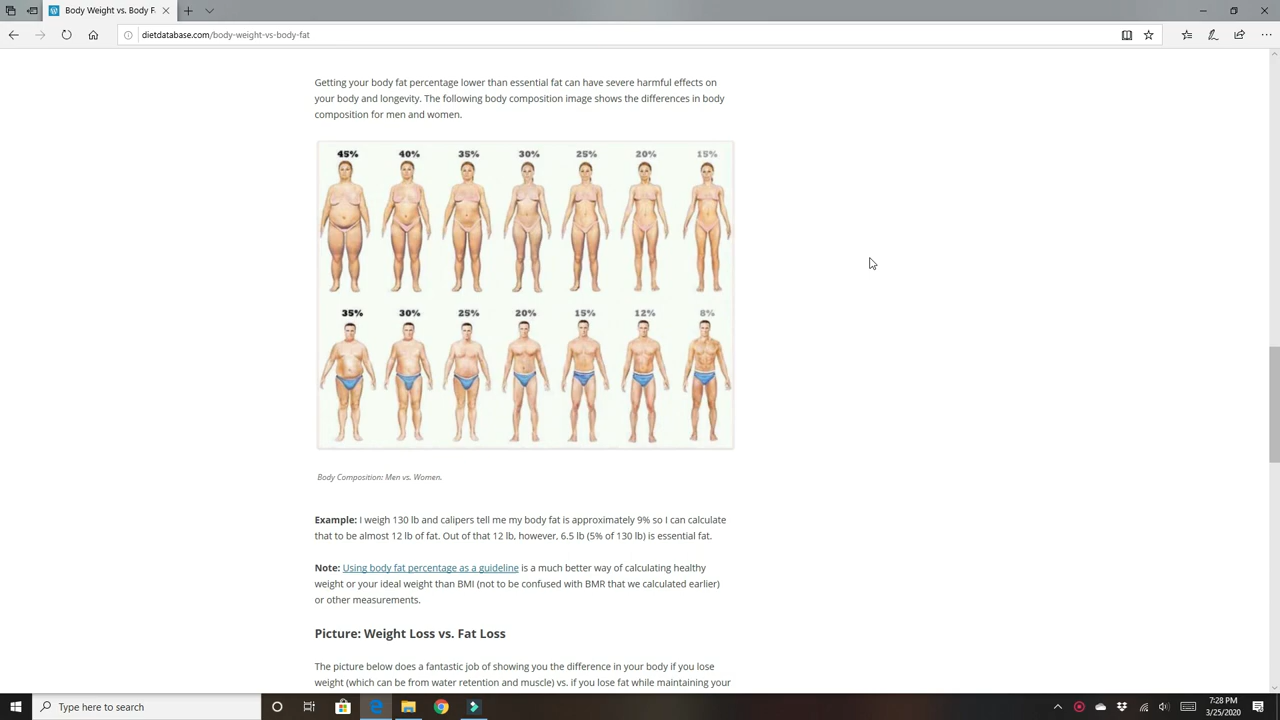 Body Weight vs. Body F
dietdatabase.com/body-weight-vs-body-fat
Getting your body fat percentage lower than essential fat can have severe harmful effects on
your body and longevity. The following body composition image shows the differences in body
composition for men and women.
45% 40% 35% 30% 25% 20% 15%
35% 30% 25% 20% 15% 12% 8%
Body Composition: Men vs. Women.
Example: I weigh 130 lb and calipers tell me my body fat is approximately 9% so I can calculate
that to be almost 12 lb of fat. Out of that 12 lb, however, 6.5 lb (5% of 130 lb) is essential fat.
Note: Using body fat percentage as a guideline is a much better way of calculating healthy
weight or your ideal weight than BMI (not to be confused with BMR that we calculated earlier)
or other measurements.
Picture: Weight Loss vs. Fat Loss
The picture below does a fantastic job of showing you the difference in your body if you lose
weight (which can be from water retention and muscle) vs. if you lose fat while maintaining your
Type here to search
7:28 PM
3/25/2020